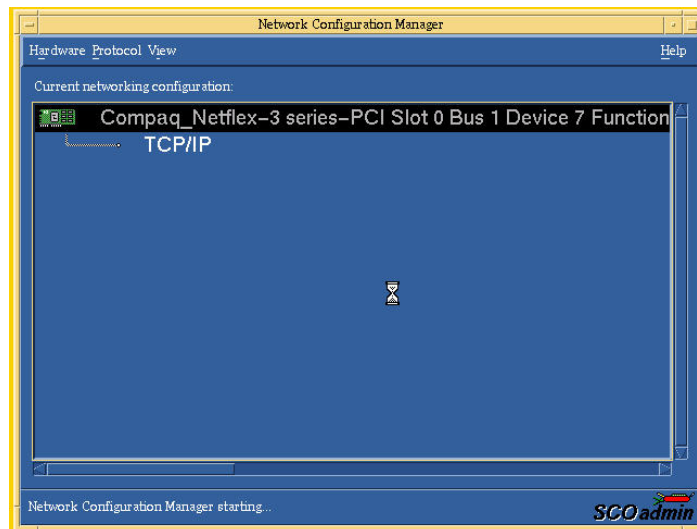 Network Configuration Manager
Hardware Protocol View Help
Current networking configuration:
Compaq_Netflex-3 series-PCI Slot 0 Bus 1 Device 7 Function
TCP/IP
Network Configuration Manager starting...
SCOadmin